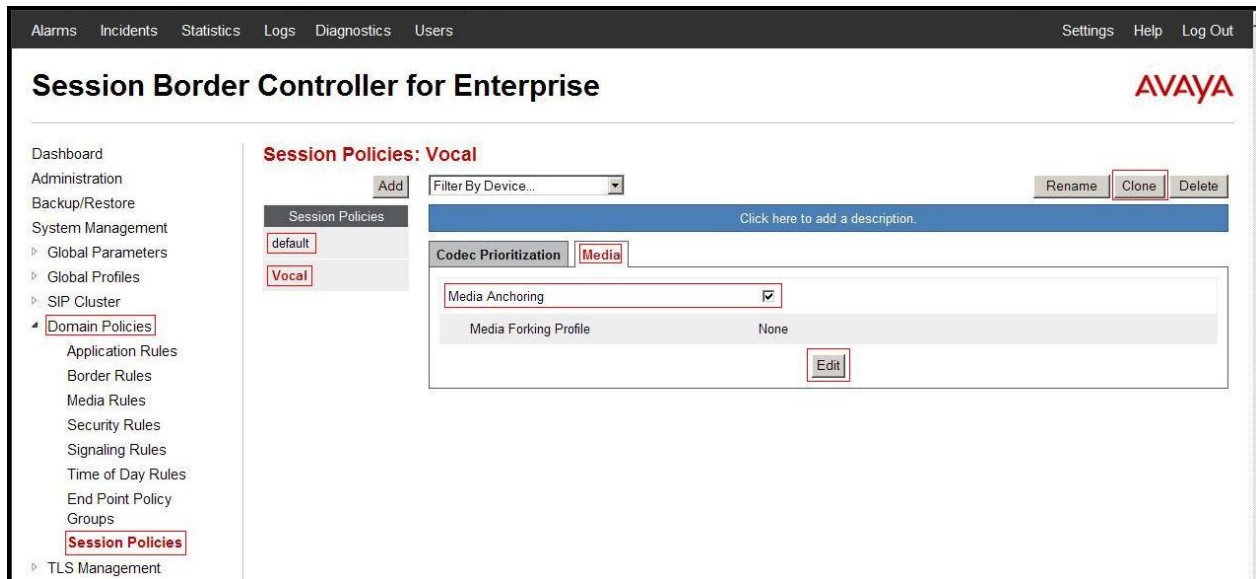 Alarms Incidents Statistics Logs Diagnostics Users Settings Help Log Out
Session Border Controller for Enterprise
AVAYA
Dashboard
Administration
Backup/Restore
System Management
Global Parameters
Global Profiles
SIP Cluster
Domain Policies
Application Rules
Border Rules
Media Rules
Security Rules
Signaling Rules
Time of Day Rules
End Point Policy
Groups
Session Policies
TLS Management
Session Policies: Vocal
Add
Filter By Device...
Rename Clone Delete
Session Policies
default
Vocal
Click here to add a description.
Codec Prioritization Media
Media Anchoring
Media Forking Profile None
Edit